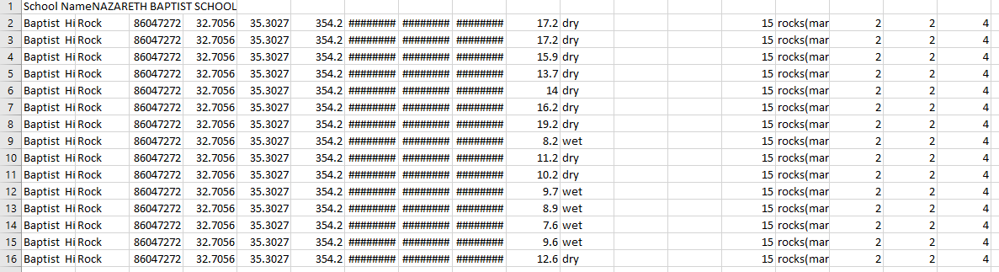 1 School NameNAZARETH BAPTIST SCHOOL
2 Baptist Hi Rock 86047272 32.7056 35.3027 354.2 ######## ######## ######## 17.2 dry 15 rocks(mar 2 2 4
3 Baptist Hi Rock 86047272 32.7056 35.3027 354.2 ######## ######## ######## 17.2 dry 15 rocks(mar 2 2 4
4 Baptist Hi Rock 86047272 32.7056 35.3027 354.2 ######## ######## ######## 15.9 dry 15 rocks(mar 2 2 4
5 Baptist Hi Rock 86047272 32.7056 35.3027 354.2 ######## ######## ######## 13.7 dry 15 rocks(mar 2 2 4
6 Baptist Hi Rock 86047272 32.7056 35.3027 354.2 ######## ######## ######## 14 dry 15 rocks(mar 2 2 4
7 Baptist Hi Rock 86047272 32.7056 35.3027 354.2 ######## ######## ######## 16.2 dry 15 rocks(mar 2 2 4
8 Baptist Hi Rock 86047272 32.7056 35.3027 354.2 ######## ######## ######## 19.2 dry 15 rocks(mar 2 2 4
9 Baptist Hi Rock 86047272 32.7056 35.3027 354.2 ######## ######## ######## 8.2 wet 15 rocks(mar 2 2 4
10 Baptist Hi Rock 86047272 32.7056 35.3027 354.2 ######## ######## ######## 11.2 dry 15 rocks(mar 2 2 4
11 Baptist Hi Rock 86047272 32.7056 35.3027 354.2 ######## ######## ######## 10.2 dry 15 rocks(mar 2 2 4
12 Baptist Hi Rock 86047272 32.7056 35.3027 354.2 ######## ######## ######## 9.7 wet 15 rocks(mar 2 2 4
13 Baptist Hi Rock 86047272 32.7056 35.3027 354.2 ######## ######## ######## 8.9 wet 15 rocks(mar 2 2 4
14 Baptist Hi Rock 86047272 32.7056 35.3027 354.2 ######## ######## ######## 7.6 wet 15 rocks(mar 2 2 4
15 Baptist Hi Rock 86047272 32.7056 35.3027 354.2 ######## ######## ######## 9.6 wet 15 rocks(mar 2 2 4
16 Baptist Hi Rock 86047272 32.7056 35.3027 354.2 ######## ######## ######## 12.6 dry 15 rocks(mar 2 2 4